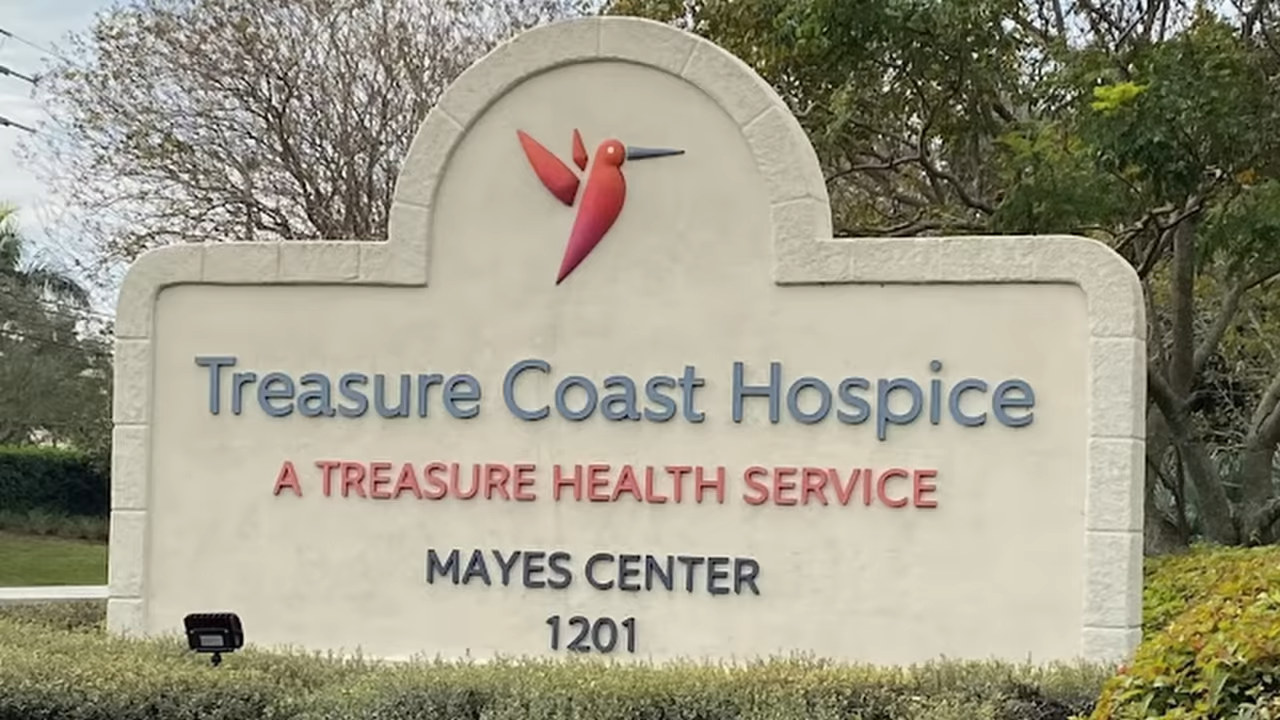 Treasure Coast Hospice
A TREASURE HEALTH SERVICE
MAYES CENTER
1201